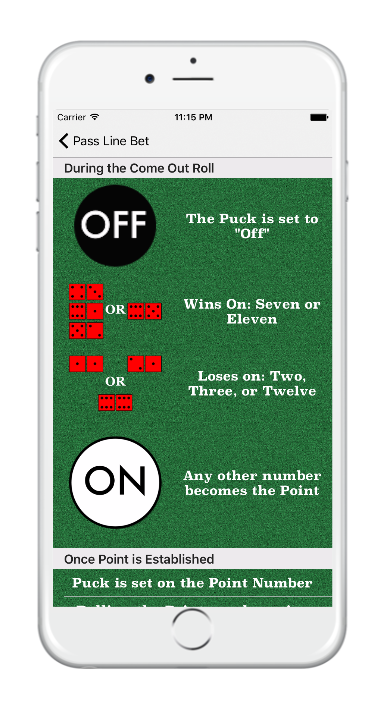 Carrier 11:15 PM
Pass Line Bet
During the Come Out Roll
OFF
The Puck is set to
"Off"
OR
Wins On: Seven or
Eleven
OR
Loses on: Two,
Three, or Twelve
ON
Any other number
becomes the Point
Once Point is Established
Puck is set on the Point Number